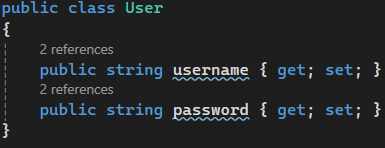 public class User
{
2 references
public string username { get; set; }
2 references
public string password { get; set; }
}